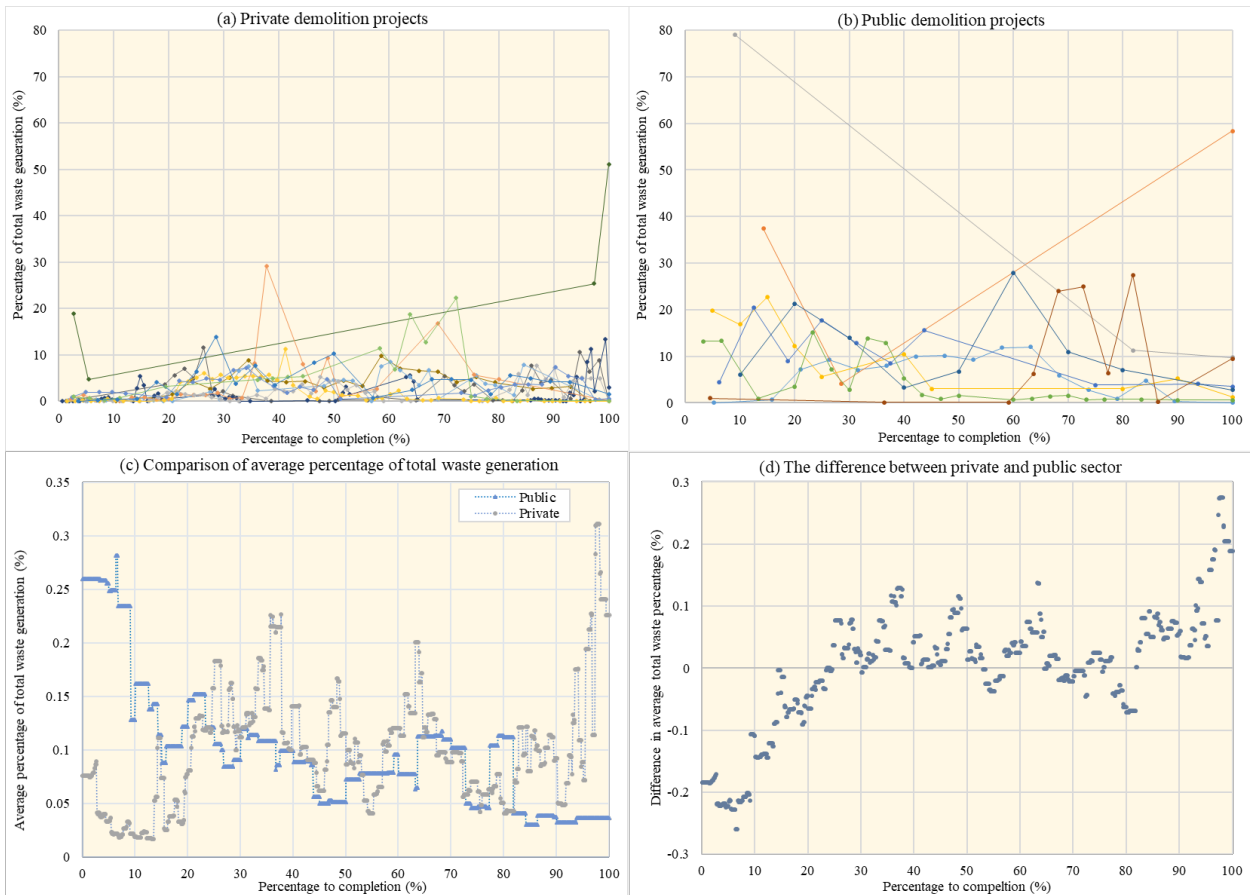 (a) Private demolition projects
80
70
60
50
40
30
20
10
0
Percentage of total waste generation (%)
0 10 20 30 40 50 60 70 80 90 100
Percentage to completion (%)
(b) Public demolition projects
80
70
60
50
40
30
20
10
0
Percentage of total waste generation (%)
0 10 20 30 40 50 60 70 80 90 100
Percentage to completion (%)
(c) Comparison of average percentage of total waste generation
0.35
0.3
0.25
0.2
0.15
0.1
0.05
0
Average percentage of total waste generation (%)
Public
Private
0 10 20 30 40 50 60 70 80 90 100
Percentage to completion (%)
(d) The difference between private and public sector
0.3
0.2
0.1
0
-0.1
-0.2
-0.3
Difference in average total waste percentage (%)
0 10 20 30 40 50 60 70 80 90 100
Percentage to completion (%)